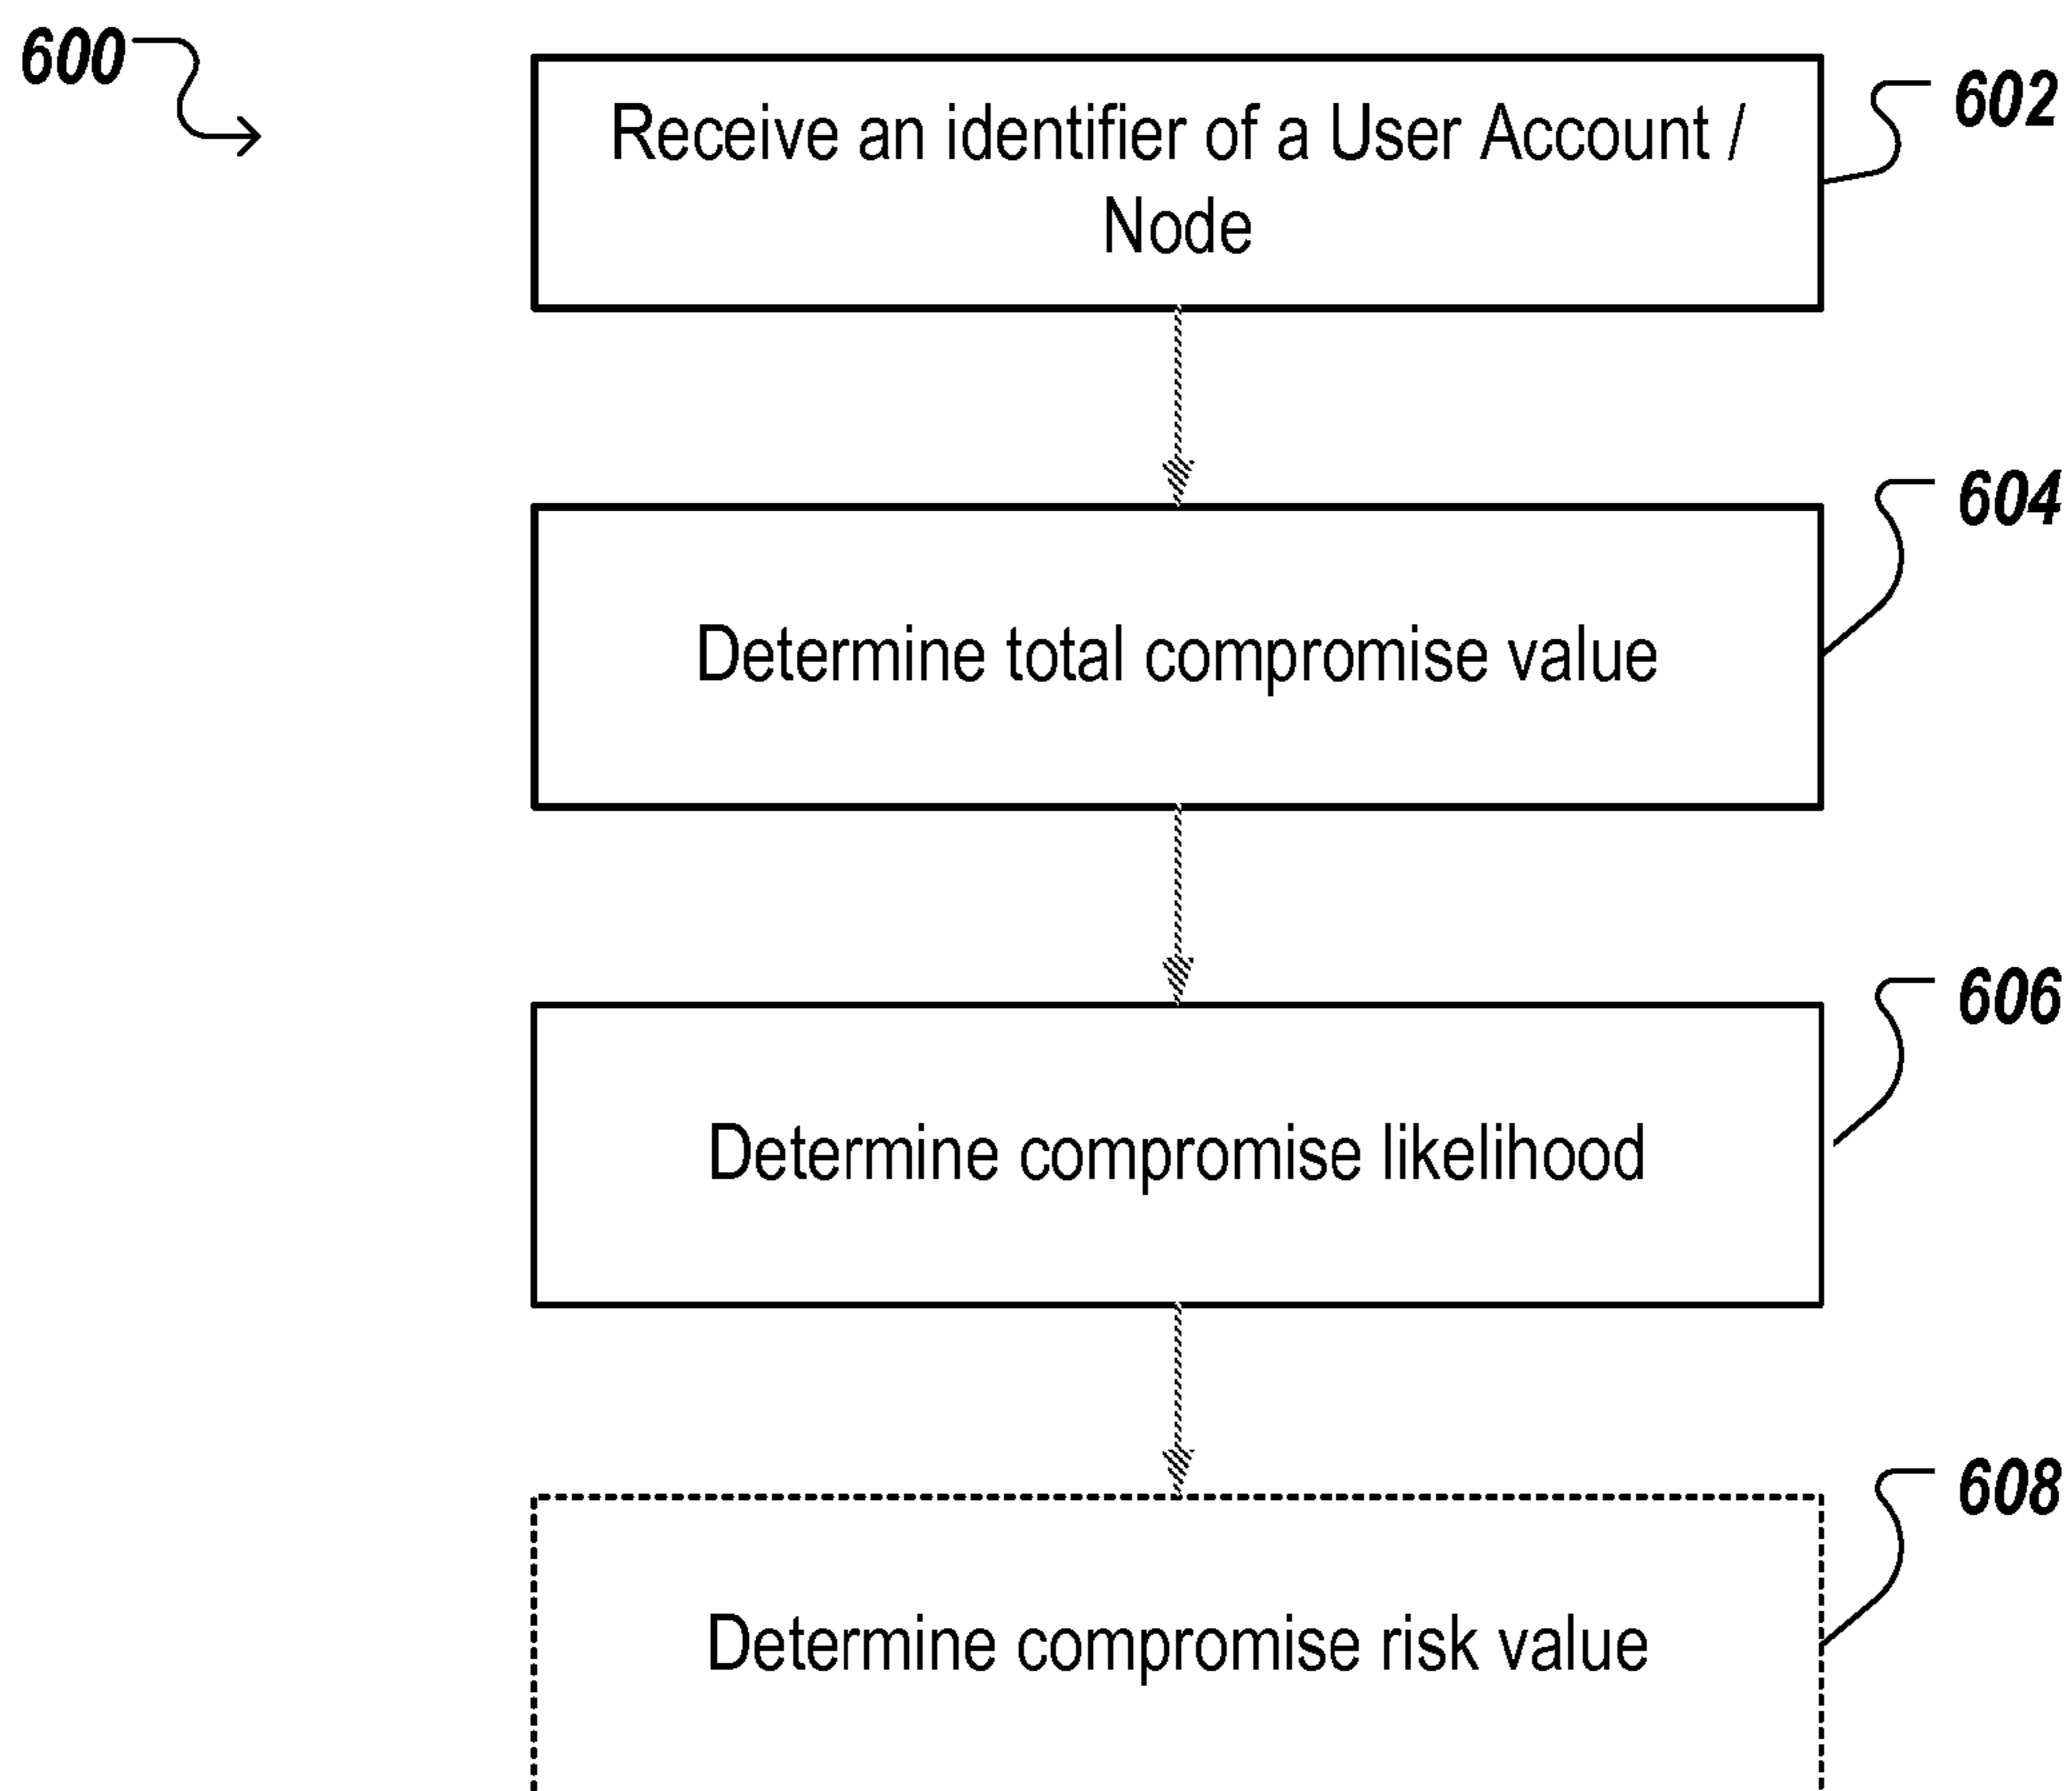 600
Receive an identifier of a User Account /
Node
602
Determine total compromise value
604
Determine compromise likelihood
606
Determine compromise risk value
608